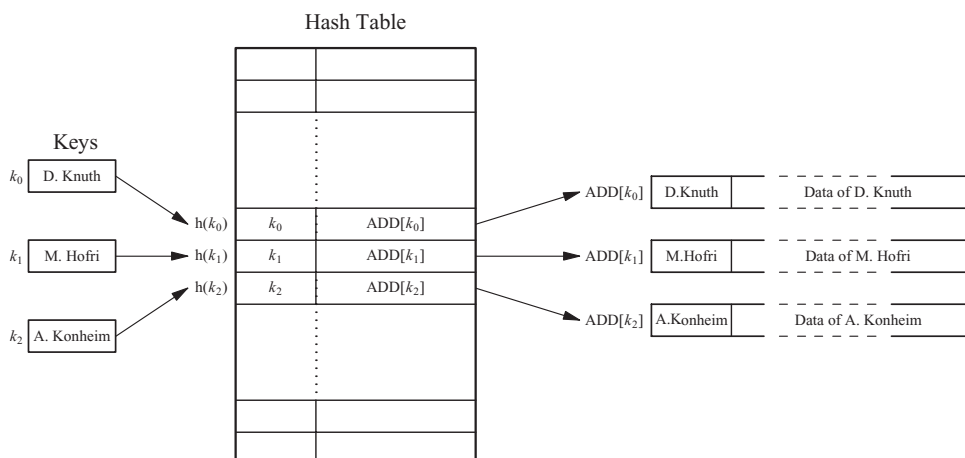 Hash Table
Keys
k0 D. Knuth
k1 M. Hofri
k2 A. Konheim
h(k0) k0 ADD[k0]
h(k1) k1 ADD[k1]
h(k2) k2 ADD[k2]
ADD[k0] D.Knuth Data of D. Knuth
ADD[k1] M.Hofri Data of M. Hofri
ADD[k2] A.Konheim Data of A. Konheim